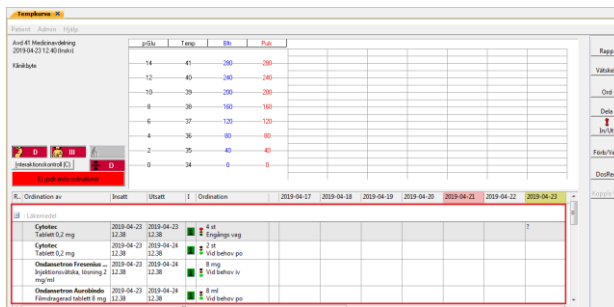 Tempkurva
Patient Admin Hjälp
Avd 41 Medicinavdelning
2019-04-23 12.40 (Inskr)
Klinikbyte
p-Glu Temp Bltr Puls
14 41 280 280
12 40 240 240
10 39 200 200
8 38 160 160
6 37 120 120
4 36 80 80
2 35 40 40
0 34 0 0
D III
Interaktionskontroll (C) D
Ej godkända ordinationer
R... Ordination av Insatt Utsatt I Ordination 2019-04-17 2019-04-18 2019-04-19 2019-04-20 2019-04-21 2019-04-22 2019-04-23
Läkemedel
Cytotec 2019-04-23 2019-04-23 4 st ?
Tablett 0,2 mg 12.38 12.38 Engångs vag
Cytotec 2019-04-23 2019-04-24 2 st
Tablett 0,2 mg 12.38 12.38 Vid behov po
Ondansetron Fresenius ... 2019-04-23 2019-04-24 8 mg
Injektionsvätska, lösning 2 12.38 12.38 Vid behov iv
mg/ml
Ondansetron Aurobindo 2019-04-23 2019-04-24 8 ml
Filmdragerad tablett 8 mg 12.38 12.38 Vid behov po
Rapp
Vätske
Ord
Dela
In/Ut
Förb/Ve
DosRe
Kopple